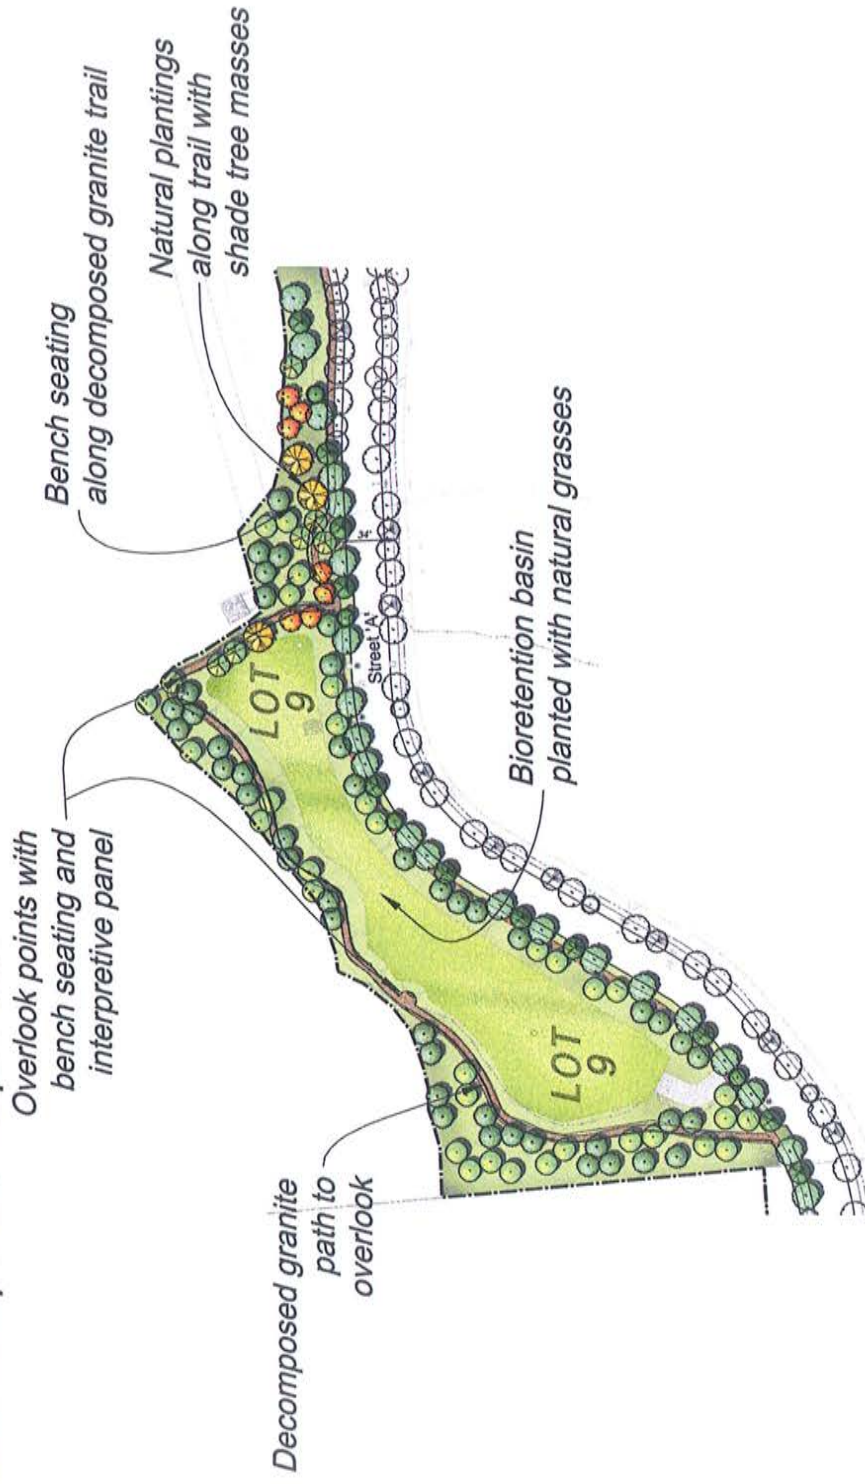 Overlook points with
bench seating and
interpretive panel
Bench seating
along decomposed granite trail
Natural plantings
along trail with
shade tree masses
LOT
9
34'
Street 'A'
LOT
9
Decomposed granite
path to
overlook
Bioretention basin
planted with natural grasses